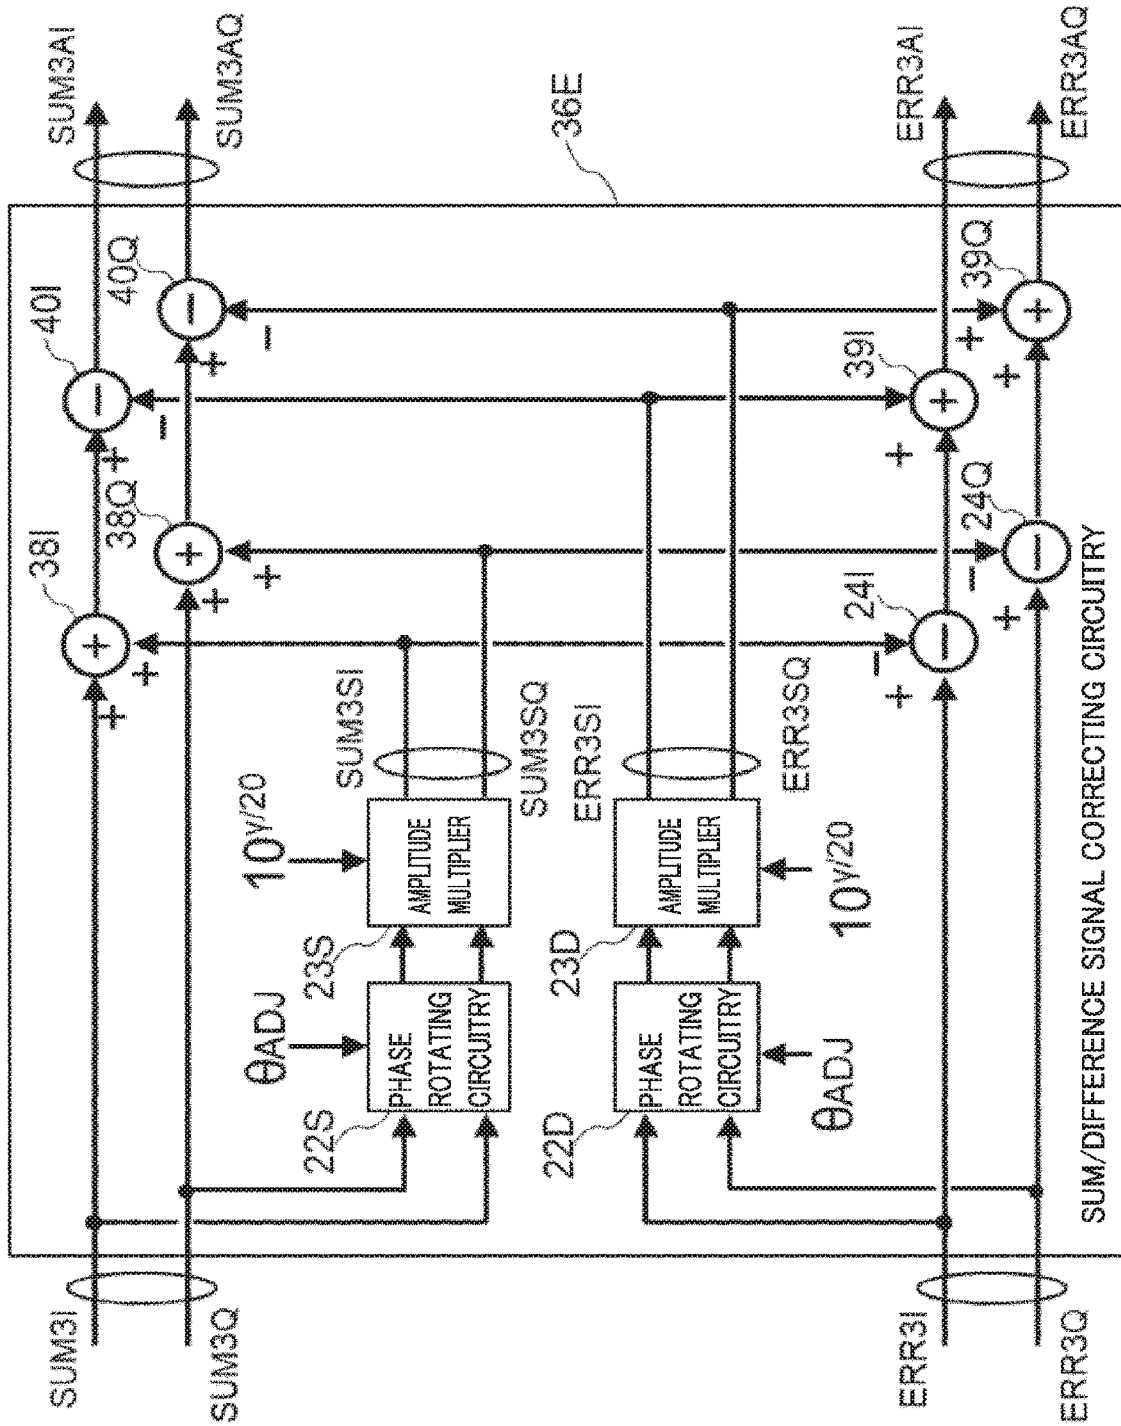 SUM3I
SUM3Q
ERR3I
ERR3Q
SUM3AI
SUM3AQ
ERR3AI
ERR3AQ
36E
38I
38Q
40I
40Q
+
+
−
−
+
+
+
+
+
−
+
−
θADJ
22S
PHASE
ROTATING
CIRCUITRY
10^γ/20
23S
AMPLITUDE
MULTIPLIER
SUM3SI
SUM3SQ
22D
PHASE
ROTATING
CIRCUITRY
θADJ
23D
AMPLITUDE
MULTIPLIER
10^γ/20
ERR3SI
ERR3SQ
24I
24Q
39I
39Q
−
−
+
+
+
−
+
−
+
+
+
SUM/DIFFERENCE SIGNAL CORRECTING CIRCUITRY